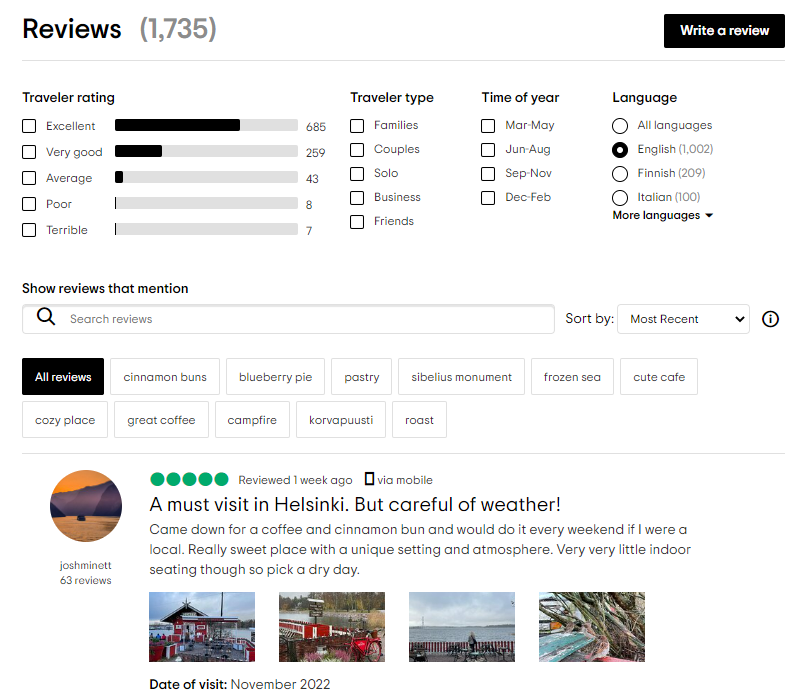 Reviews (1,735)
Write a review
Traveler rating
Excellent 685
Very good 259
Average 43
Poor 8
Terrible 7
Traveler type
Families
Couples
Solo
Business
Friends
Time of year
Mar-May
Jun-Aug
Sep-Nov
Dec-Feb
Language
All languages
English (1,002)
Finnish (209)
Italian (100)
More languages
Show reviews that mention
Search reviews
Sort by: Most Recent
All reviews cinnamon buns blueberry pie pastry sibelius monument frozen sea cute cafe
cozy place great coffee campfire korvapuusti roast
Reviewed 1 week ago via mobile
A must visit in Helsinki. But careful of weather!
Came down for a coffee and cinnamon bun and would do it every weekend if I were a
local. Really sweet place with a unique setting and atmosphere. Very very little indoor
seating though so pick a dry day.
joshminett
63 reviews
Date of visit: November 2022